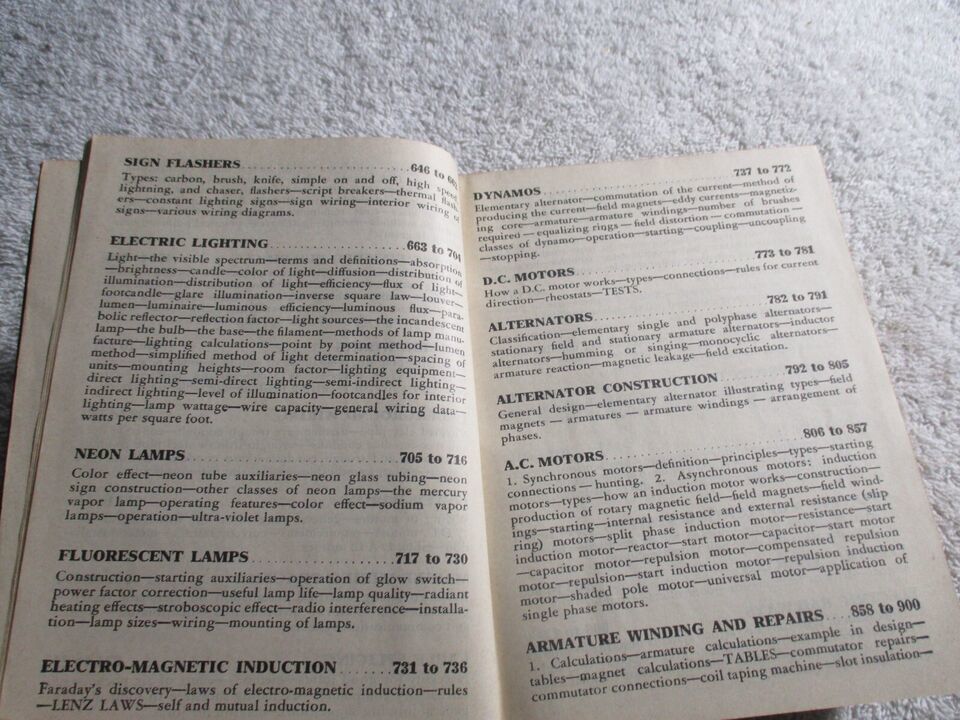 SIGN FLASHERS 646 to 662
Types: carbon, brush, knife, simple on and off, high speed,
lightning, and chaser, flashers—script breakers—thermal flash-
ers—constant lighting signs—sign wiring—interior wiring of
signs—various wiring diagrams.
ELECTRIC LIGHTING 663 to 704
Light—the visible spectrum—terms and definitions—absorption
—brightness—candle—color of light—diffusion—distribution of
illumination—distribution of light—efficiency—flux of light—
footcandle—glare illumination—inverse square law—louver—
lumen—luminaire—luminous efficiency—luminous flux—para-
bolic reflector—reflection factor—light sources—the incandescent
lamp—the bulb—the base—the filament—methods of lamp manu-
facture—lighting calculations—point by point method—lumen
method—simplified method of light determination—spacing of
units—mounting heights—room factor—lighting equipment—
direct lighting—semi-direct lighting—semi-indirect lighting—
indirect lighting—level of illumination—footcandles for interior
lighting—lamp wattage—wire capacity—general wiring data—
watts per square foot.
NEON LAMPS 705 to 716
Color effect—neon tube auxiliaries—neon glass tubing—neon
sign construction—other classes of neon lamps—the mercury
vapor lamp—operating features—color effect—sodium vapor
lamps—operation—ultra-violet lamps.
FLUORESCENT LAMPS 717 to 730
Construction—starting auxiliaries—operation of glow switch—
power factor correction—useful lamp life—lamp quality—radiant
heating effects—stroboscopic effect—radio interference—installa-
tion—lamp sizes—wiring—mounting of lamps.
ELECTRO-MAGNETIC INDUCTION 731 to 736
Faraday's discovery—laws of electro-magnetic induction—rules
—LENZ LAWS—self and mutual induction.
DYNAMOS 737 to 772
Elementary alternator—commutation of the current—method of
producing the current—field magnets—eddy currents—magnetiz-
ing core—armature—armature windings—number of brushes
required — equalizing rings — field distortion — commutation —
classes of dynamo—operation—starting—coupling—uncoupling
—stopping.
D.C. MOTORS 773 to 781
How a D.C. motor works—types—connections—rules for current
direction—rheostats—TESTS.
ALTERNATORS 782 to 791
Classification—elementary single and polyphase alternators—
stationary field and stationary armature alternators—inductor
alternators—humming or singing—monocyclic alternators—
armature reaction—magnetic leakage—field excitation.
ALTERNATOR CONSTRUCTION 792 to 805
General design—elementary alternator illustrating types—field
magnets — armatures — armature windings — arrangement of
phases.
A.C. MOTORS 806 to 857
1. Synchronous motors—definition—principles—types—starting
connections — hunting. 2. Asynchronous motors: induction
motors—types—how an induction motor works—construction—
production of rotary magnetic field—field magnets—field wind-
ings—starting—internal resistance and external resistance (slip
ring) motors—split phase induction motor—resistance—start
induction motor—reactor—start motor—capacitor—start motor
—capacitor motor—repulsion motor—compensated repulsion
motor—repulsion—start induction motor—repulsion induction
motor—shaded pole motor—universal motor—application of
single phase motors.
ARMATURE WINDING AND REPAIRS 858 to 900
1. Calculations—armature calculations—example in design—
tables—magnet calculations—TABLES—commutator repairs—
commutator connections—coil taping machine—slot insulation—